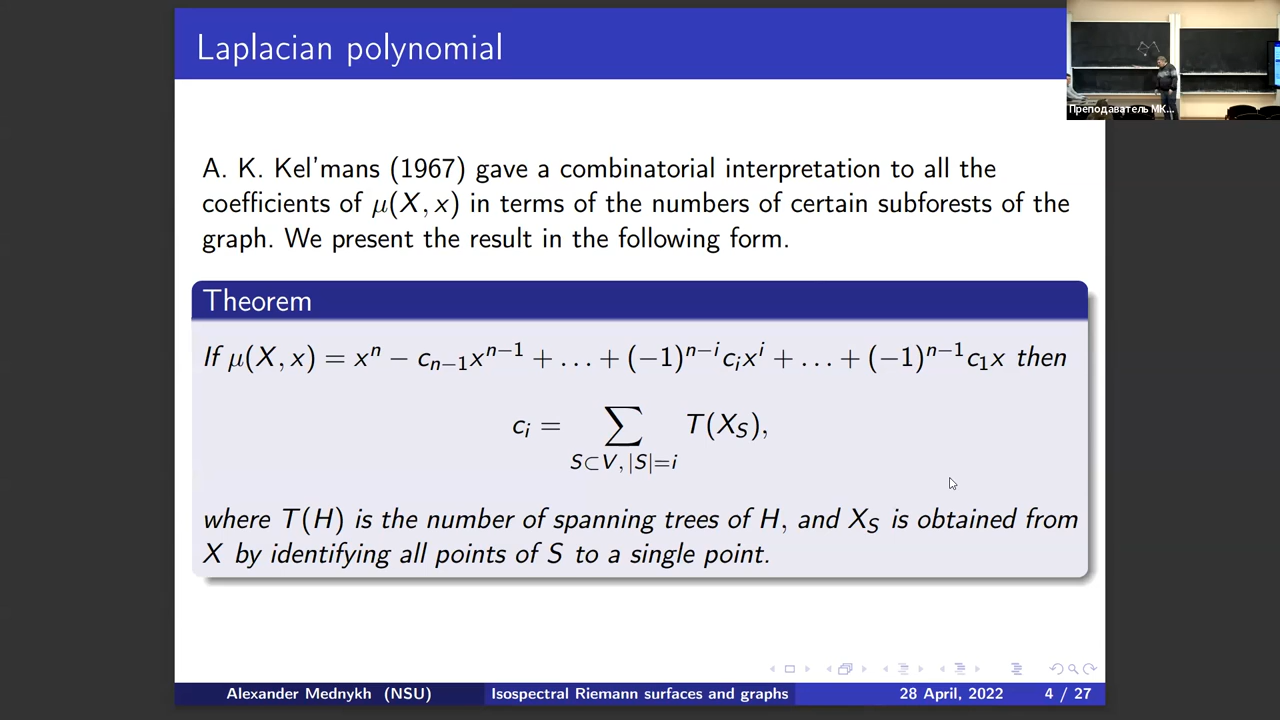 Laplacian polynomial
Преподаватель МК...
A. K. Kel'mans (1967) gave a combinatorial interpretation to all the
coefficients of μ(X, x) in terms of the numbers of certain subforests of the
graph. We present the result in the following form.
Theorem
If μ(X, x) = xⁿ − cₙ₋₁xⁿ⁻¹ + . . . + (−1)ⁿ⁻ⁱcᵢxⁱ + . . . + (−1)ⁿ⁻¹c₁x then
cᵢ = ∑ T(X_S),
S⊂V, |S|=i
where T(H) is the number of spanning trees of H, and X_S is obtained from
X by identifying all points of S to a single point.
Alexander Mednykh (NSU) Isospectral Riemann surfaces and graphs 28 April, 2022 4 / 27